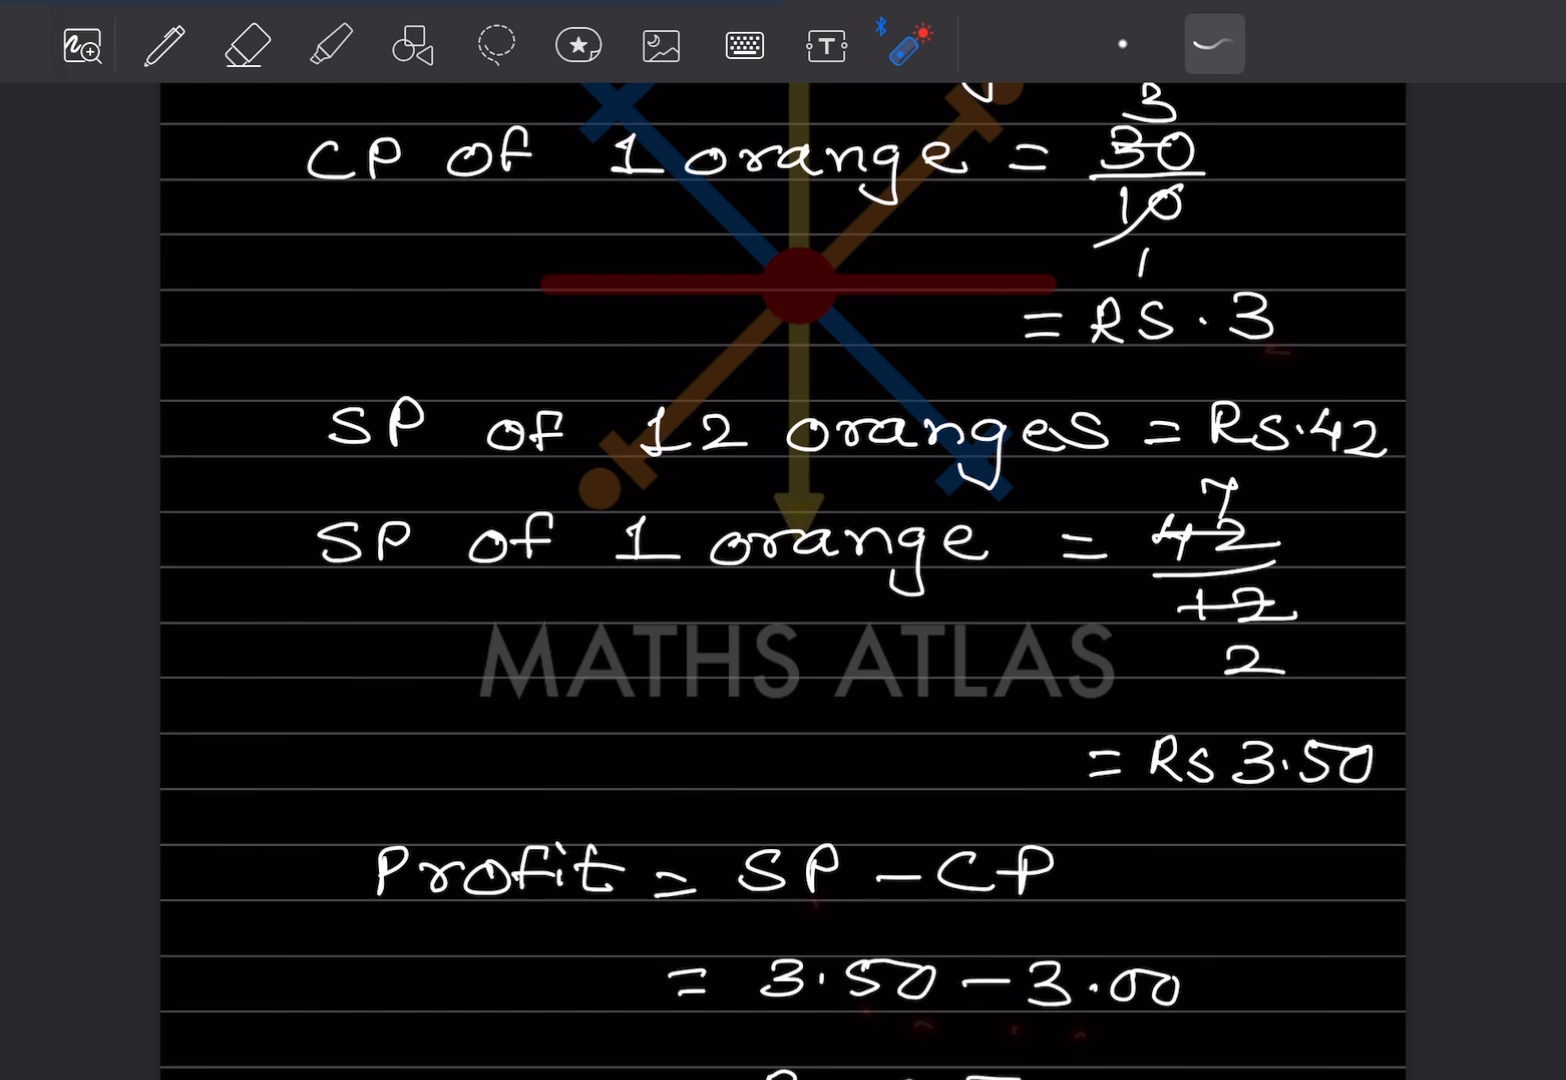 CP of 1 orange = 30/10
3
1
= RS. 3
SP of 12 oranges = Rs.42
SP of 1 orange = 42/12
7
2
MATHS ATLAS
= Rs 3.50
Profit = SP - CP
= 3.50 - 3.00